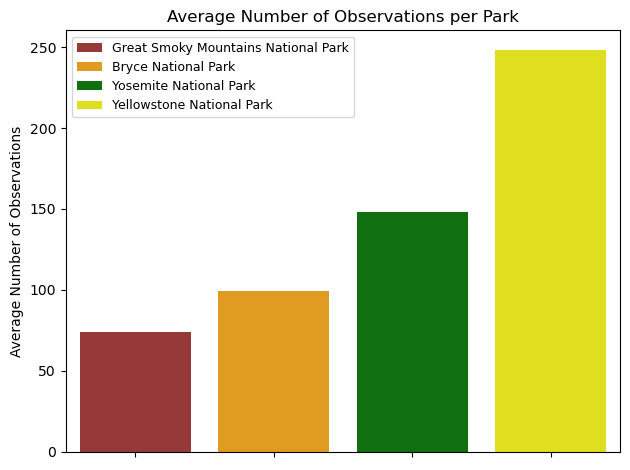 Average Number of Observations per Park
Great Smoky Mountains National Park
Bryce National Park
Yosemite National Park
Yellowstone National Park
Average Number of Observations
250
200
150
100
50
0